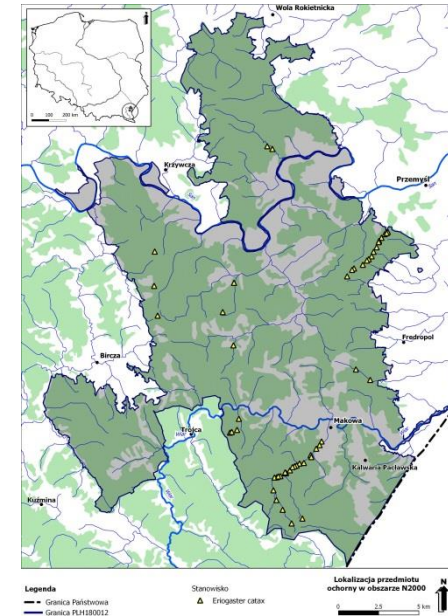 Wola Rokietnicka
N
0 100 200 km
Krzywcza
Przemyśl
Fredropol
Bircza
Trójca
Makowa
Kalwaria Pacławska
Kuźmina
Legenda
Granica Państwowa
Granica PLH180012
Stanowisko
Eriogaster catax
Lokalizacja przedmiotu
ochorny w obszarze N2000
N
0 2.5 5 km